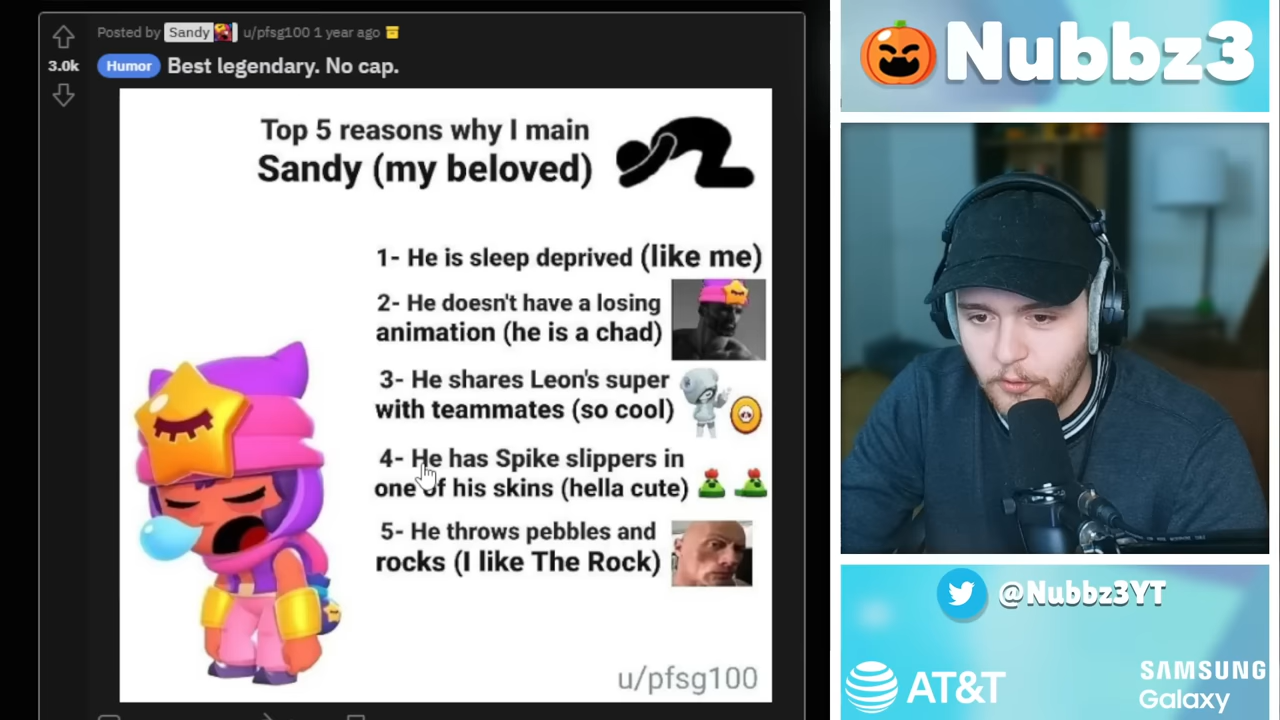 Posted by Sandy u/pfsg100 1 year ago
3.0k
Humor Best legendary. No cap.
Top 5 reasons why I main
Sandy (my beloved)
1- He is sleep deprived (like me)
2- He doesn't have a losing
animation (he is a chad)
3- He shares Leon's super
with teammates (so cool)
4- He has Spike slippers in
one of his skins (hella cute)
5- He throws pebbles and
rocks (I like The Rock)
u/pfsg100
Nubbz3
@Nubbz3YT
AT&T
SAMSUNG
Galaxy